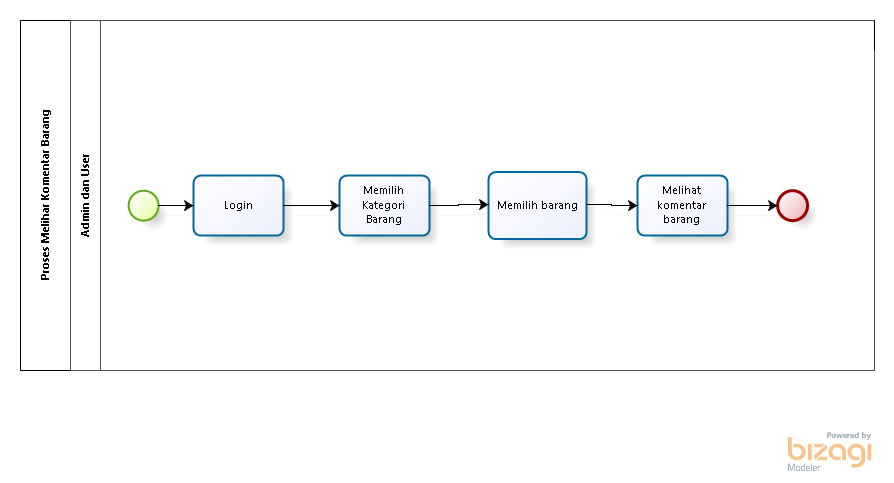 Proses Melihar Komentar Barang
Admin dan User
Login
Memilih
Kategori
Barang
Memilih barang
Melihat
komentar
barang
Powered by
bizagi
Modeler